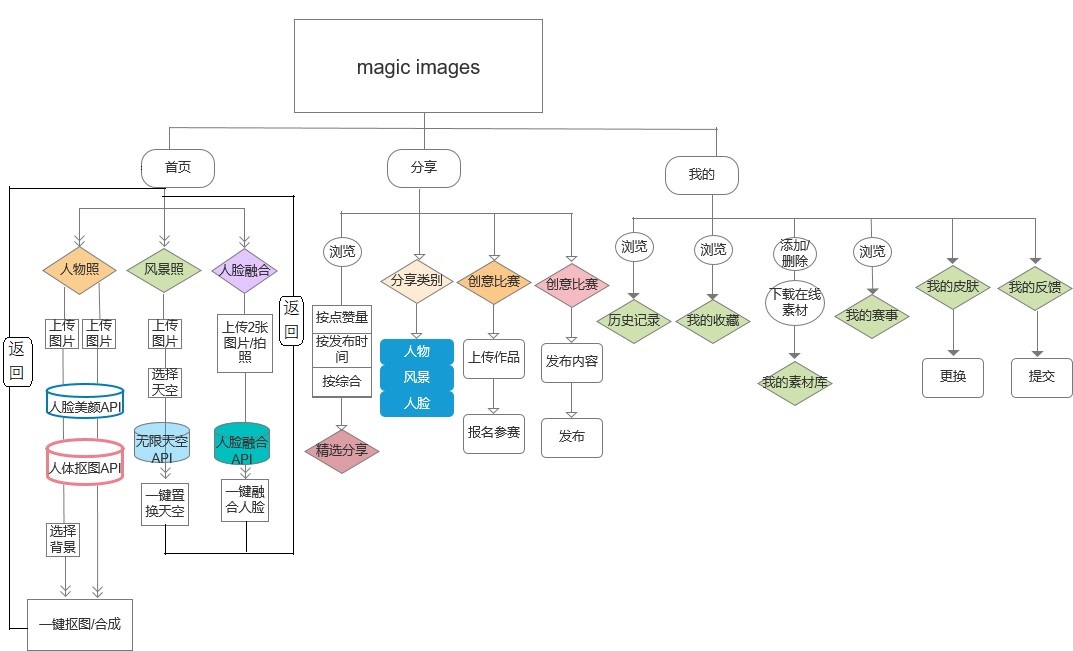 magic images
首页
分享
我的
人物照
风景照
人脸融合
上传
图片
上传
图片
上传
图片
上传2张
图片/拍
照
选择
天空
人脸美颜API
人体抠图API
无限天空
API
人脸融合
API
一键置
换天空
一键融
合人脸
选择
背景
一键抠图/合成
返
回
返
回
浏览
按点赞量
按发布时
间
按综合
精选分享
分享类别
人物
风景
人脸
创意比赛
上传作品
报名参赛
创意比赛
发布内容
发布
浏览
历史记录
浏览
我的收藏
添加/
删除
下载在线
素材
我的素材库
浏览
我的赛事
我的皮肤
更换
我的反馈
提交